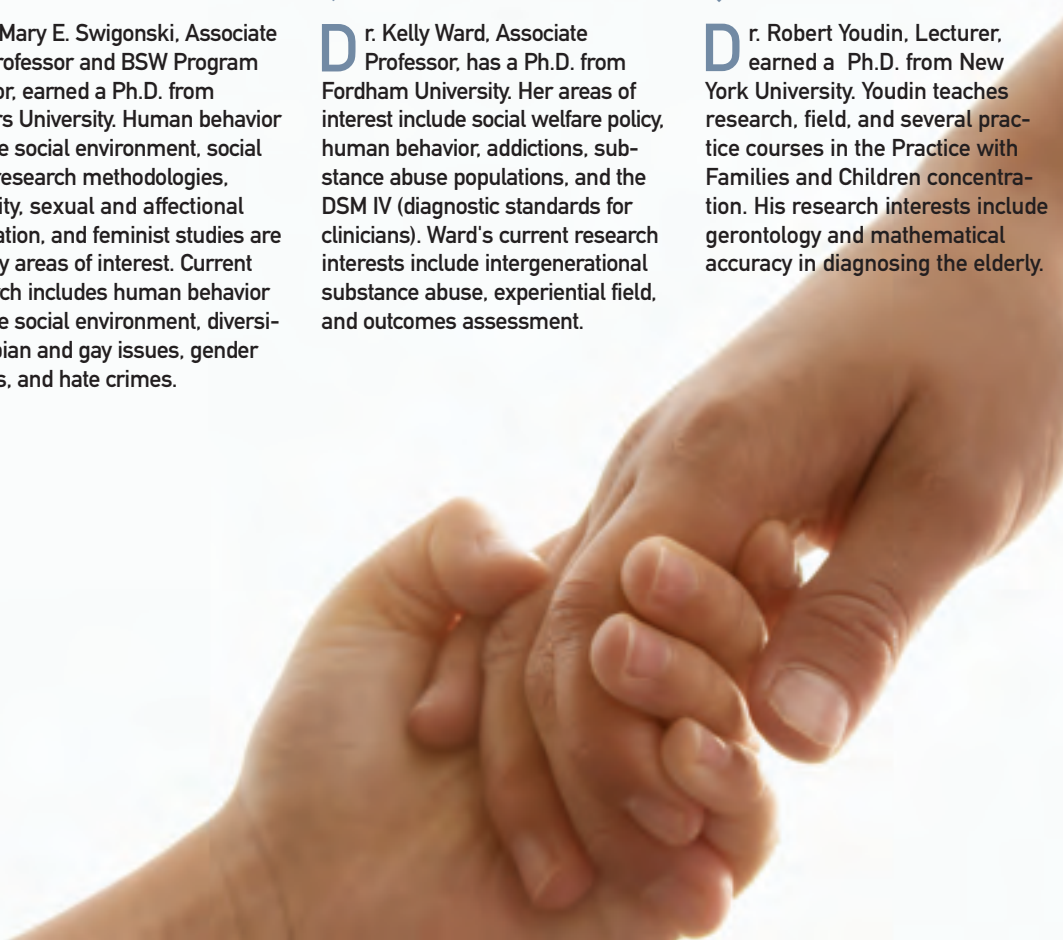 Mary E. Swigonski, Associate
rofessor and BSW Program
or, earned a Ph.D. from
rs University. Human behavior
e social environment, social
research methodologies,
ity, sexual and affectional
ation, and feminist studies are
y areas of interest. Current
rch includes human behavior
e social environment, diversi-
bian and gay issues, gender
s, and hate crimes.
Dr. Kelly Ward, Associate
Professor, has a Ph.D. from
Fordham University. Her areas of
interest include social welfare policy,
human behavior, addictions, sub-
stance abuse populations, and the
DSM IV (diagnostic standards for
clinicians). Ward's current research
interests include intergenerational
substance abuse, experiential field,
and outcomes assessment.
Dr. Robert Youdin, Lecturer,
earned a Ph.D. from New
York University. Youdin teaches
research, field, and several prac-
tice courses in the Practice with
Families and Children concentra-
tion. His research interests include
gerontology and mathematical
accuracy in diagnosing the elderly.